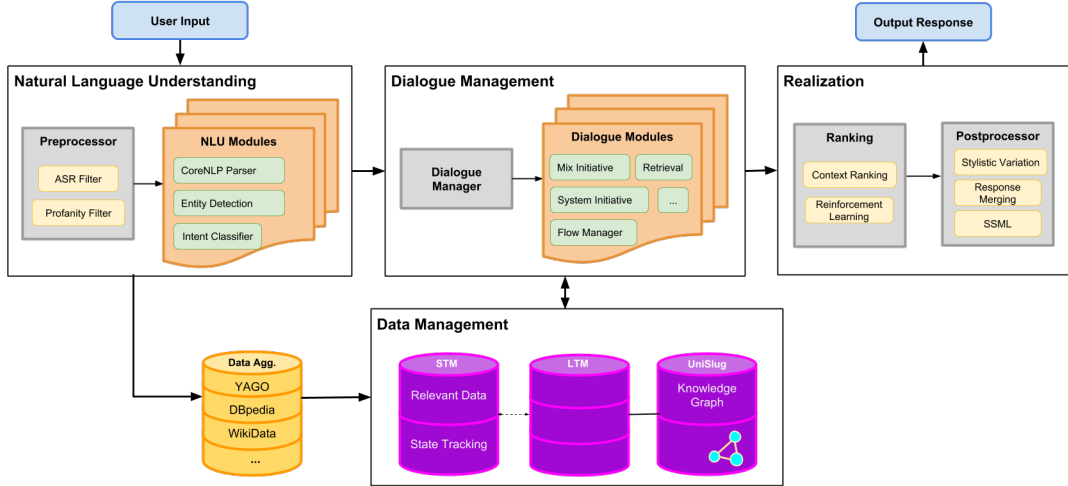 User Input
Output Response
Natural Language Understanding
Preprocessor
ASR Filter
Profanity Filter
NLU Modules
CoreNLP Parser
Entity Detection
Intent Classifier
Dialogue Management
Dialogue
Manager
Dialogue Modules
Mix Initiative
Retrieval
System Initiative
...
Flow Manager
Realization
Ranking
Context Ranking
Reinforcement
Learning
Postprocessor
Stylistic Variation
Response
Merging
SSML
Data Agg.
YAGO
DBpedia
WikiData
...
Data Management
STM
Relevant Data
State Tracking
LTM
UniSlug
Knowledge
Graph